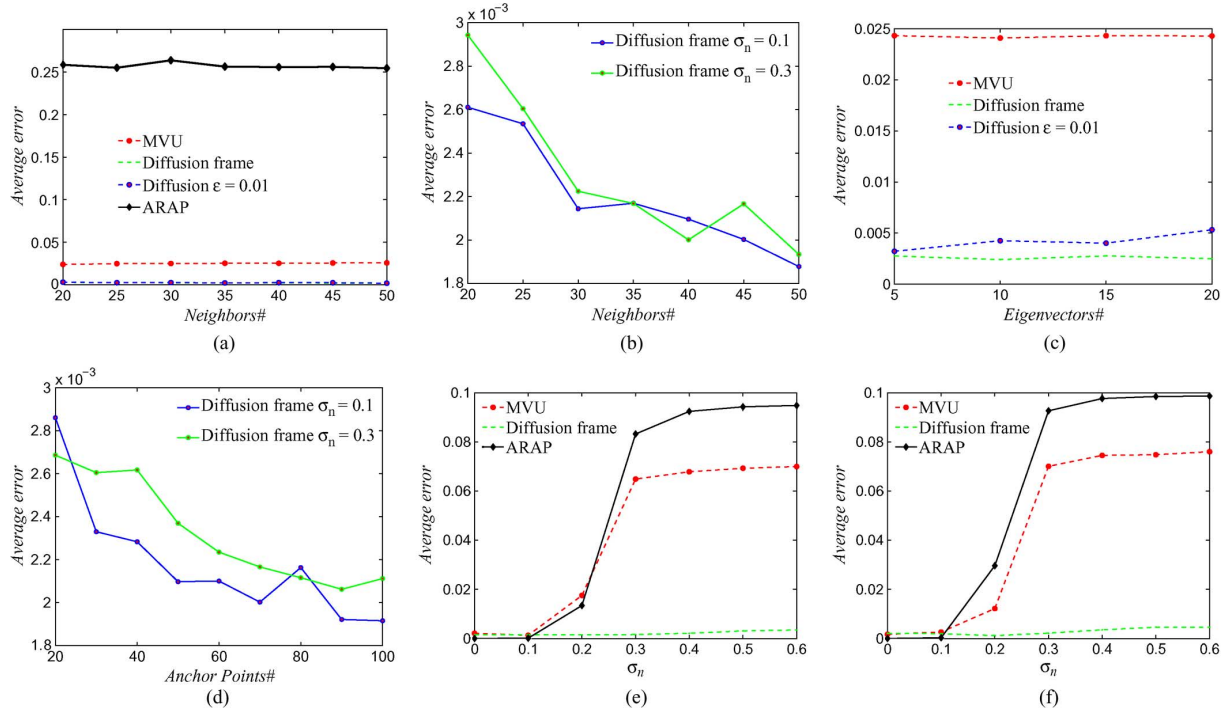 Average error
0.25
0.2
0.15
0.1
0.05
0
MVU
Diffusion frame
Diffusion ε = 0.01
ARAP
20 25 30 35 40 45 50
Neighbors#
(a)
× 10⁻³
Average error
3
2.8
2.6
2.4
2.2
2
1.8
Diffusion frame σn = 0.1
Diffusion frame σn = 0.3
20 25 30 35 40 45 50
Neighbors#
(b)
Average error
0.025
0.02
0.015
0.01
0.005
0
MVU
Diffusion frame
Diffusion ε = 0.01
5 10 15 20
Eigenvectors#
(c)
× 10⁻³
Average error
3
2.8
2.6
2.4
2.2
2
1.8
Diffusion frame σn = 0.1
Diffusion frame σn = 0.3
20 40 60 80 100
Anchor Points#
(d)
Average error
0.1
0.08
0.06
0.04
0.02
0
MVU
Diffusion frame
ARAP
0 0.1 0.2 0.3 0.4 0.5 0.6
σn
(e)
Average error
0.1
0.08
0.06
0.04
0.02
0
MVU
Diffusion frame
ARAP
0 0.1 0.2 0.3 0.4 0.5 0.6
σn
(f)